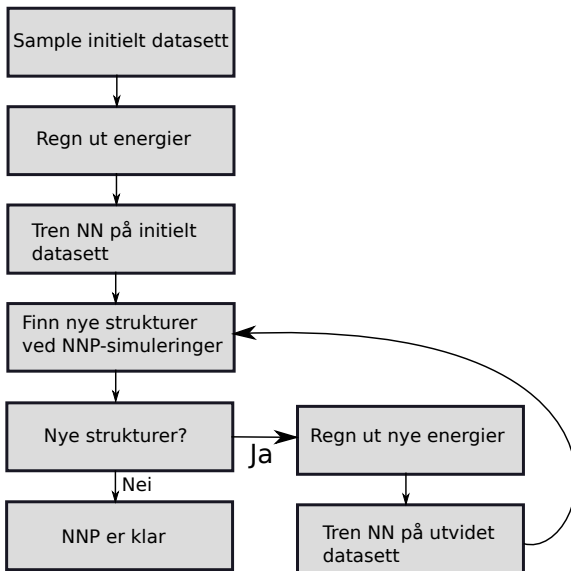 Sample initielt datasett
Regn ut energier
Tren NN på initielt
datasett
Finn nye strukturer
ved NNP-simuleringer
Nye strukturer?
Ja
Regn ut nye energier
Nei
NNP er klar
Tren NN på utvidet
datasett